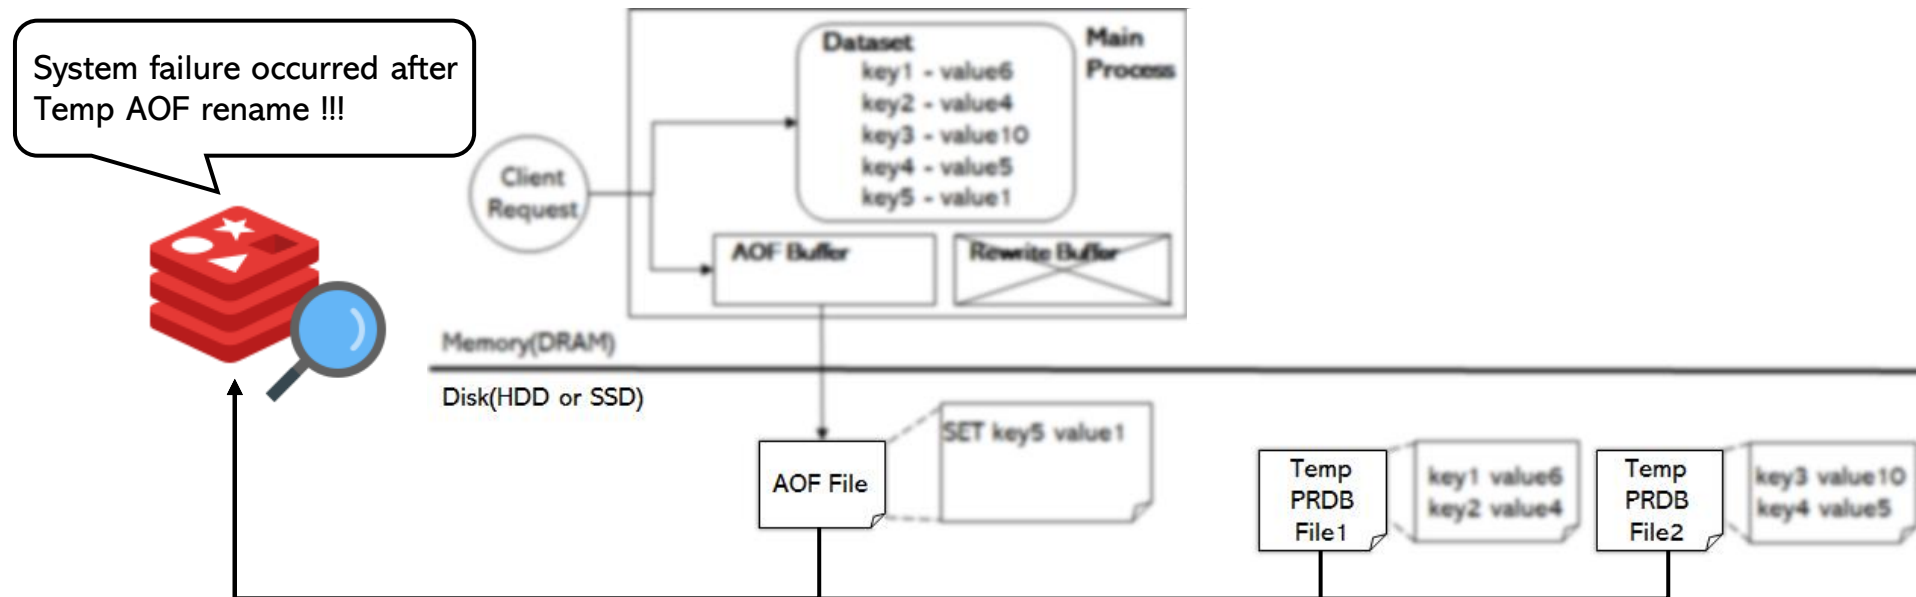 System failure occurred after
Temp AOF rename !!!
Dataset
key1 - value6
key2 - value4
key3 - value10
key4 - value5
key5 - value1
Main
Process
Client
Request
AOF Buffer
Rewrite Buffer
Memory(DRAM)
Disk(HDD or SSD)
AOF File
SET key5 value1
Temp
PRDB
File1
key1 value6
key2 value4
Temp
PRDB
File2
key3 value10
key4 value5